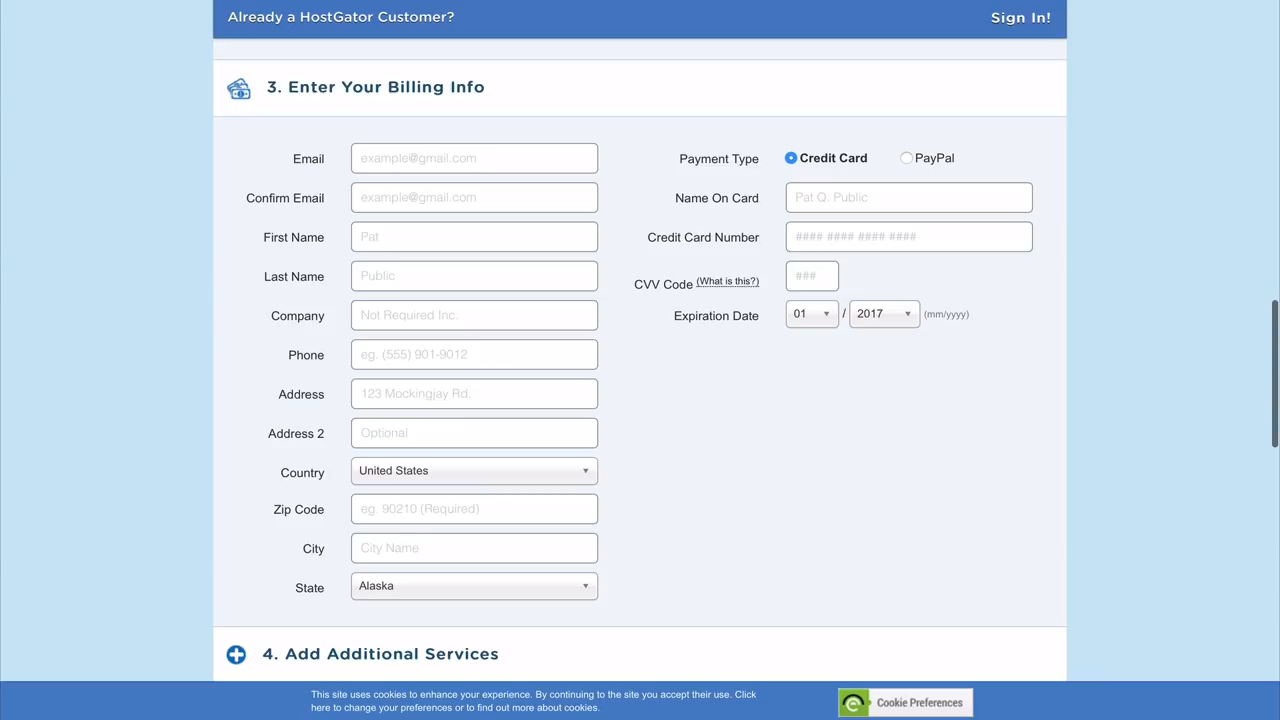 Already a HostGator Customer?
Sign In!
3. Enter Your Billing Info
Email example@gmail.com
Confirm Email example@gmail.com
First Name Pat
Last Name Public
Company Not Required Inc.
Phone eg. (555) 901-9012
Address 123 Mockingjay Rd.
Address 2 Optional
Country United States
Zip Code eg. 90210 (Required)
City City Name
State Alaska
Payment Type Credit Card PayPal
Name On Card Pat Q. Public
Credit Card Number #### #### #### ####
CVV Code (What is this?) ###
Expiration Date 01 / 2017 (mm/yyyy)
4. Add Additional Services
This site uses cookies to enhance your experience. By continuing to the site you accept their use. Click
here to change your preferences or to find out more about cookies.
Cookie Preferences